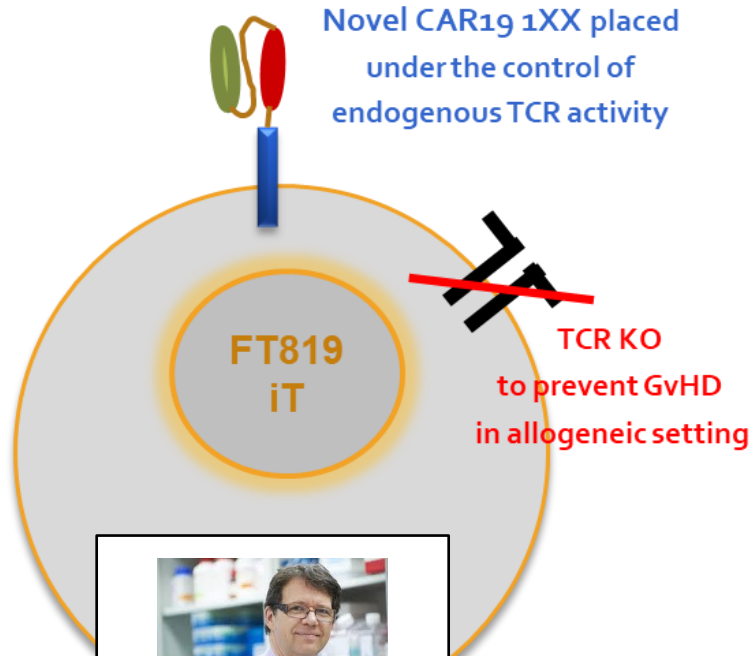 Novel CAR19 1XX placed
under the control of
endogenous TCR activity
FT819
iT
TCR KO
to prevent GvHD
in allogeneic setting